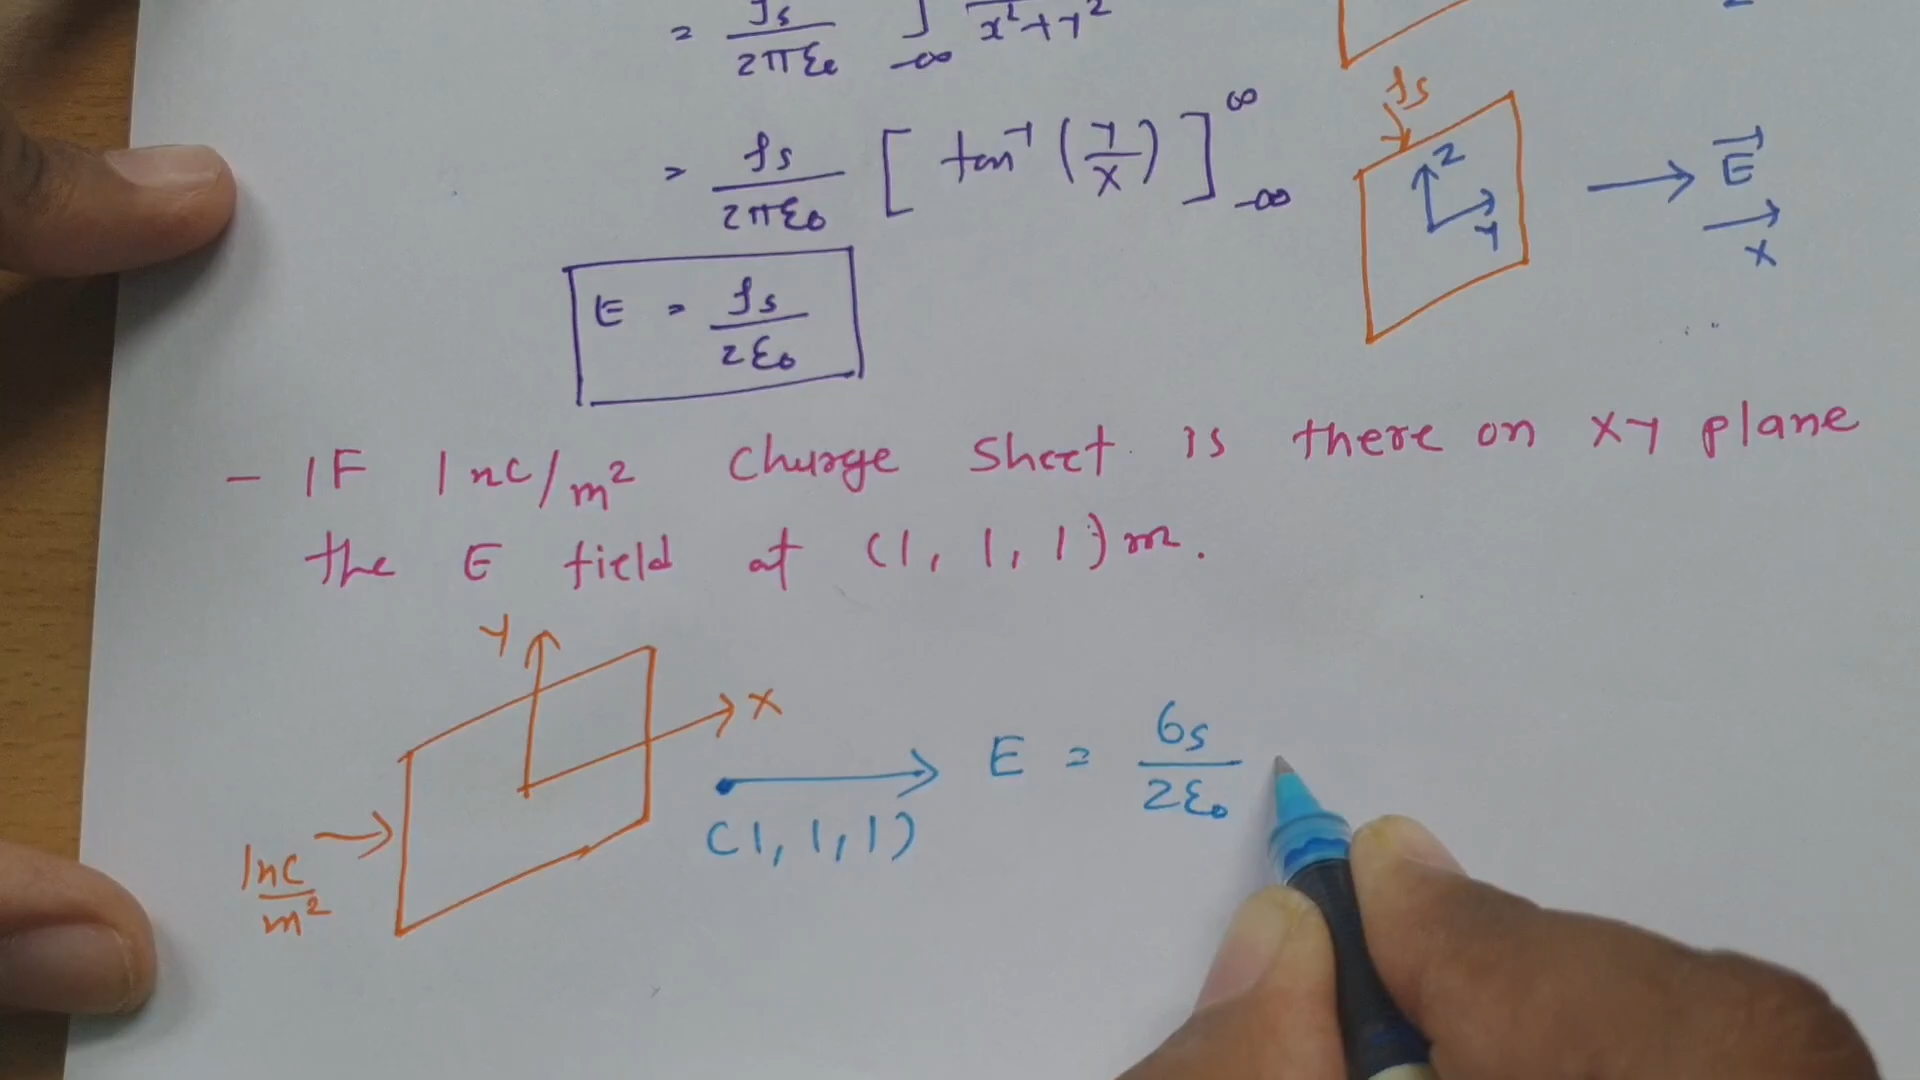 = ρs / 2πε₀ ∫ -∞ x² + y²
= ρs / 2πε₀ [ tan⁻¹ (y/x) ] ∞ -∞
E = ρs / 2ε₀
ρs
Z
Y
E
X
- IF 1nC/m² charge sheet is there on XY plane
the E field at (1, 1, 1) m.
Y
X
1nC/m²
(1, 1, 1)
E = 6s / 2ε₀